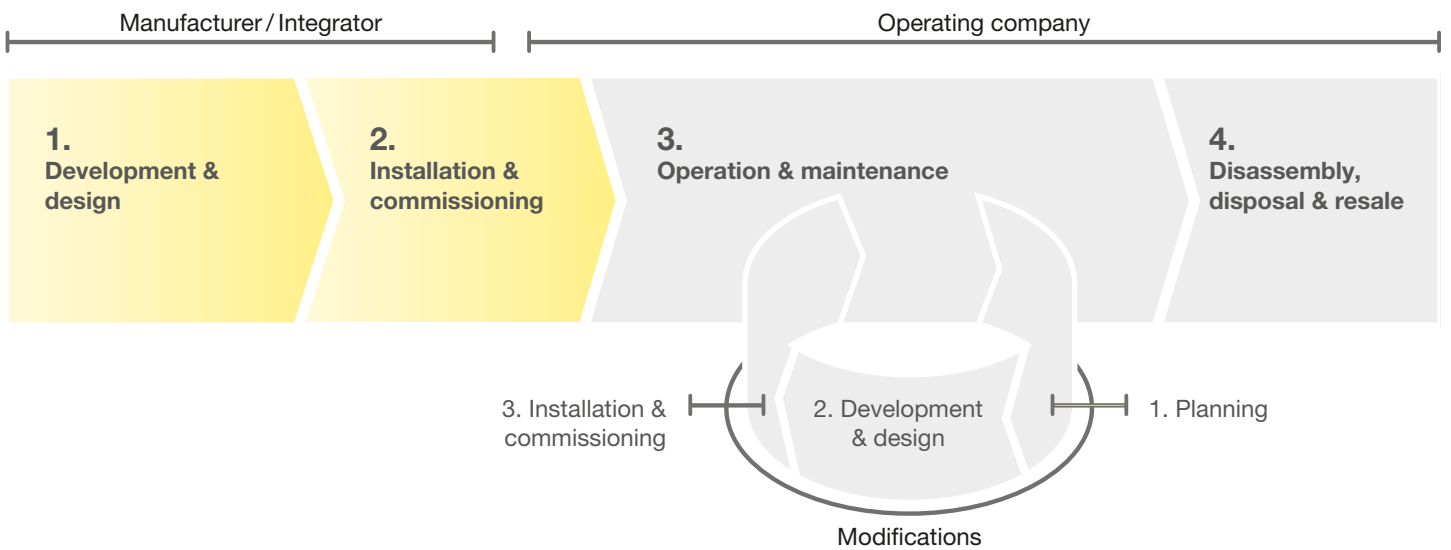 Manufacturer / Integrator
Operating company
1.
Development &
design
2.
Installation &
commissioning
3.
Operation & maintenance
4.
Disassembly,
disposal & resale
3. Installation &
commissioning
2. Development
& design
1. Planning
Modifications